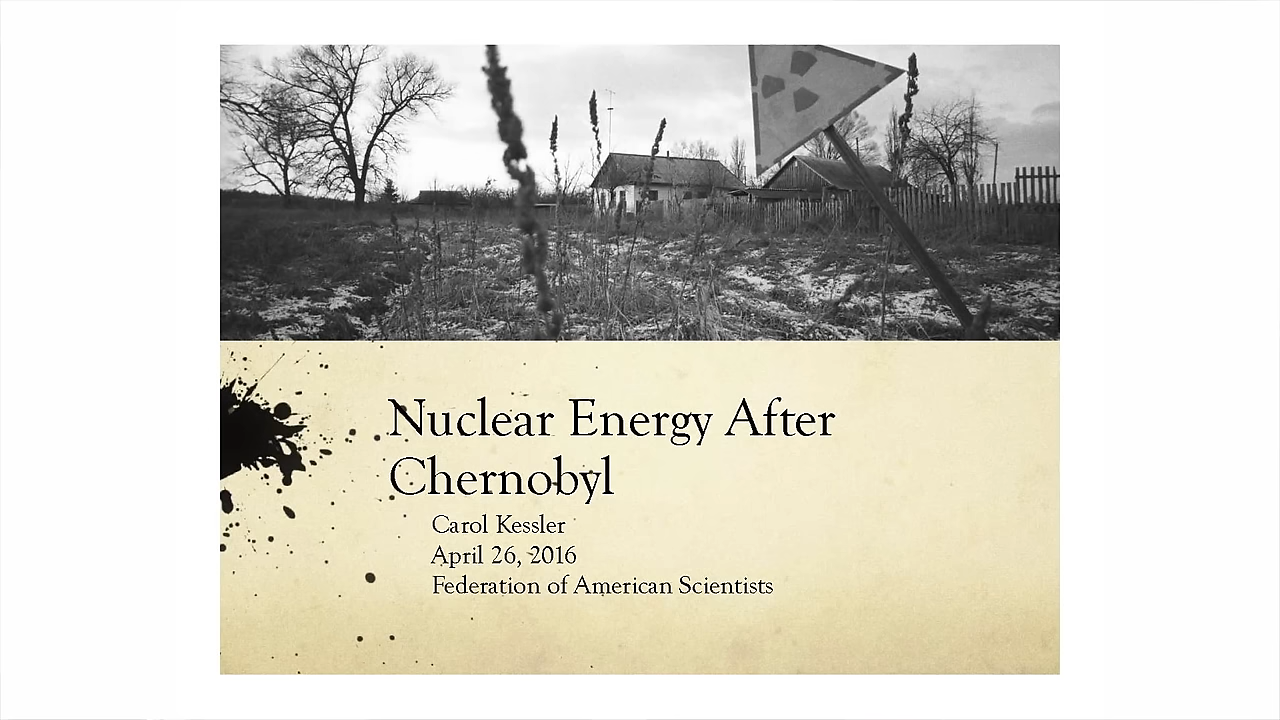 Nuclear Energy After
Chernobyl
Carol Kessler
April 26, 2016
Federation of American Scientists